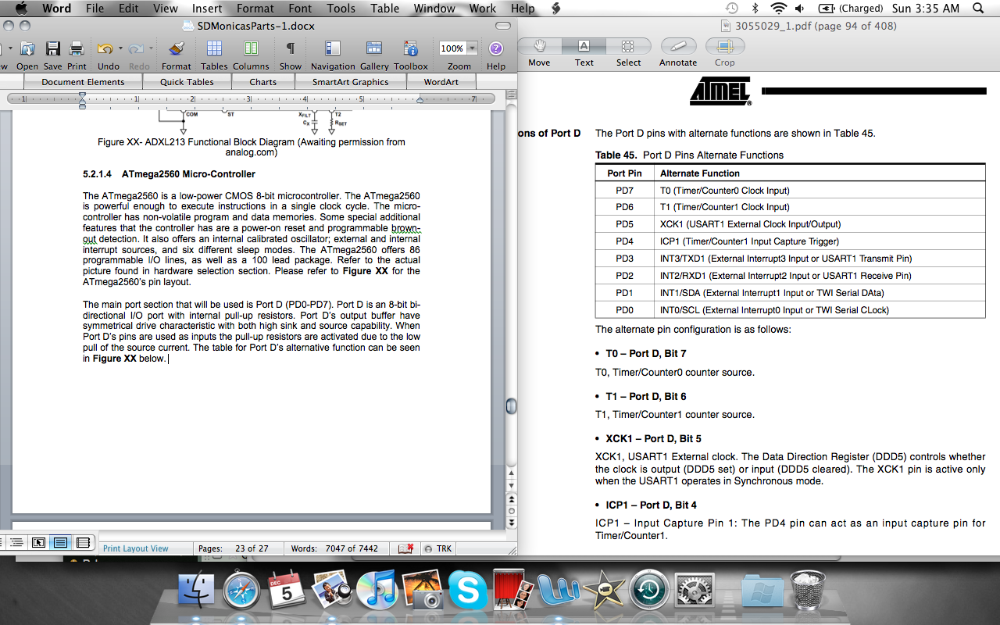 Word File Edit View Insert Format Font Tools Table Window Work Help (Charged) Sun 3:35 AM
SDMonicasParts-1.docx
Open Save Print Undo Redo Format Tables Columns Show Navigation Gallery Toolbox 100% Zoom Help
Document Elements Quick Tables Charts SmartArt Graphics WordArt
1 1 2 3 4 5 7
COM ST XFILT T2
CX RSET
Figure XX- ADXL213 Functional Block Diagram (Awaiting permission from
analog.com)
5.2.1.4 ATmega2560 Micro-Controller
The ATmega2560 is a low-power CMOS 8-bit microcontroller. The ATmega2560
is powerful enough to execute instructions in a single clock cycle. The micro-
controller has non-volatile program and data memories. Some special additional
features that the controller has are a power-on reset and programmable brown-
out detection. It also offers an internal calibrated oscillator; external and internal
interrupt sources, and six different sleep modes. The ATmega2560 offers 86
programmable I/O lines, as well as a 100 lead package. Refer to the actual
picture found in hardware selection section. Please refer to Figure XX for the
ATmega2560's pin layout.
The main port section that will be used is Port D (PD0-PD7). Port D is an 8-bit bi-
directional I/O port with internal pull-up resistors. Port D's output buffer have
symmetrical drive characteristic with both high sink and source capability. When
Port D's pins are used as inputs the pull-up resistors are activated due to the low
pull of the source current. The table for Port D's alternative function can be seen
in Figure XX below.
Print Layout View Pages: 23 of 27 Words: 7047 of 7442 TRK
3055029_1.pdf (page 94 of 408)
Move Text Select Annotate Crop
ATMEL®
ons of Port D The Port D pins with alternate functions are shown in Table 45.
Table 45. Port D Pins Alternate Functions
Port Pin Alternate Function
PD7 T0 (Timer/Counter0 Clock Input)
PD6 T1 (Timer/Counter1 Clock Input)
PD5 XCK1 (USART1 External Clock Input/Output)
PD4 ICP1 (Timer/Counter1 Input Capture Trigger)
PD3 INT3/TXD1 (External Interrupt3 Input or USART1 Transmit Pin)
PD2 INT2/RXD1 (External Interrupt2 Input or USART1 Receive Pin)
PD1 INT1/SDA (External Interrupt1 Input or TWI Serial DAta)
PD0 INT0/SCL (External Interrupt0 Input or TWI Serial CLock)
The alternate pin configuration is as follows:
• T0 – Port D, Bit 7
T0, Timer/Counter0 counter source.
• T1 – Port D, Bit 6
T1, Timer/Counter1 counter source.
• XCK1 – Port D, Bit 5
XCK1, USART1 External clock. The Data Direction Register (DDD5) controls whether
the clock is output (DDD5 set) or input (DDD5 cleared). The XCK1 pin is active only
when the USART1 operates in Synchronous mode.
• ICP1 – Port D, Bit 4
ICP1 – Input Capture Pin 1: The PD4 pin can act as an input capture pin for
Timer/Counter1.
DEC
5